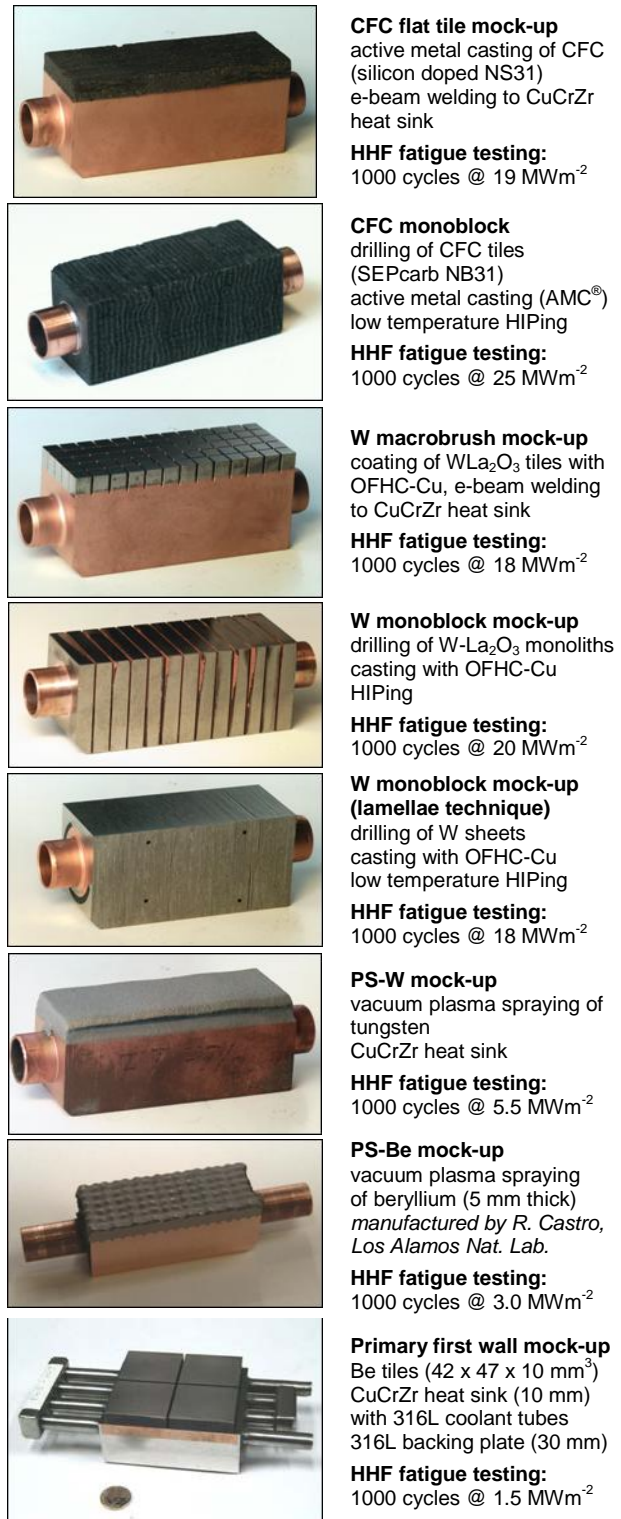 CFC flat tile mock-up
active metal casting of CFC
(silicon doped NS31)
e-beam welding to CuCrZr
heat sink
HHF fatigue testing:
1000 cycles @ 19 MWm⁻²
CFC monoblock
drilling of CFC tiles
(SEPcarb NB31)
active metal casting (AMC®)
low temperature HIPing
HHF fatigue testing:
1000 cycles @ 25 MWm⁻²
W macrobrush mock-up
coating of WLa₂O₃ tiles with
OFHC-Cu, e-beam welding
to CuCrZr heat sink
HHF fatigue testing:
1000 cycles @ 18 MWm⁻²
W monoblock mock-up
drilling of W-La₂O₃ monoliths
casting with OFHC-Cu
HIPing
HHF fatigue testing:
1000 cycles @ 20 MWm⁻²
W monoblock mock-up
(lamellae technique)
drilling of W sheets
casting with OFHC-Cu
low temperature HIPing
HHF fatigue testing:
1000 cycles @ 18 MWm⁻²
PS-W mock-up
vacuum plasma spraying of
tungsten
CuCrZr heat sink
HHF fatigue testing:
1000 cycles @ 5.5 MWm⁻²
PS-Be mock-up
vacuum plasma spraying
of beryllium (5 mm thick)
manufactured by R. Castro,
Los Alamos Nat. Lab.
HHF fatigue testing:
1000 cycles @ 3.0 MWm⁻²
Primary first wall mock-up
Be tiles (42 x 47 x 10 mm³)
CuCrZr heat sink (10 mm)
with 316L coolant tubes
316L backing plate (30 mm)
HHF fatigue testing:
1000 cycles @ 1.5 MWm⁻²